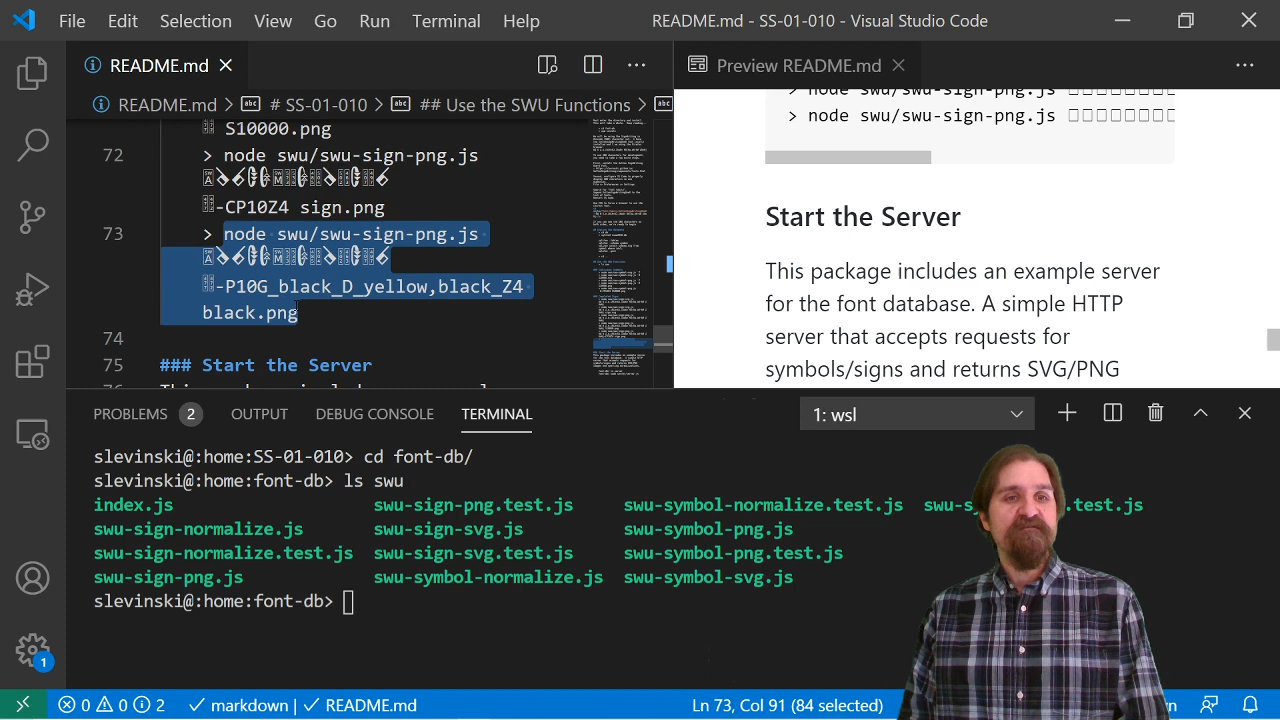 File Edit Selection View Go Run Terminal Help README.md - SS-01-010 - Visual Studio Code
README.md
Preview README.md
README.md > # SS-01-010 > ## Use the SWU Functions >
S10000.png
72 > node swu/swu-sign-png.js
-CP10Z4 sign.png
73 > node swu/swu-sign-png.js
-P10G_black_D_yellow,black_Z4
black.png
74
75 ### Start the Server
76
> node swu/swu-sign-png.js
> node swu/swu-sign-png.js
Start the Server
This package includes an example server
for the font database. A simple HTTP
server that accepts requests for
symbols/signs and returns SVG/PNG
PROBLEMS 2 OUTPUT DEBUG CONSOLE TERMINAL 1: wsl
slevinski@:home:SS-01-010> cd font-db/
slevinski@:home:font-db> ls swu
index.js swu-sign-png.test.js swu-symbol-normalize.test.js
swu-sign-normalize.js swu-sign-svg.js swu-symbol-png.js
swu-sign-normalize.test.js swu-sign-svg.test.js swu-symbol-png.test.js
swu-sign-png.js swu-symbol-normalize.js swu-symbol-svg.js
slevinski@:home:font-db>
1
0 0 2 markdown README.md Ln 73, Col 91 (84 selected)